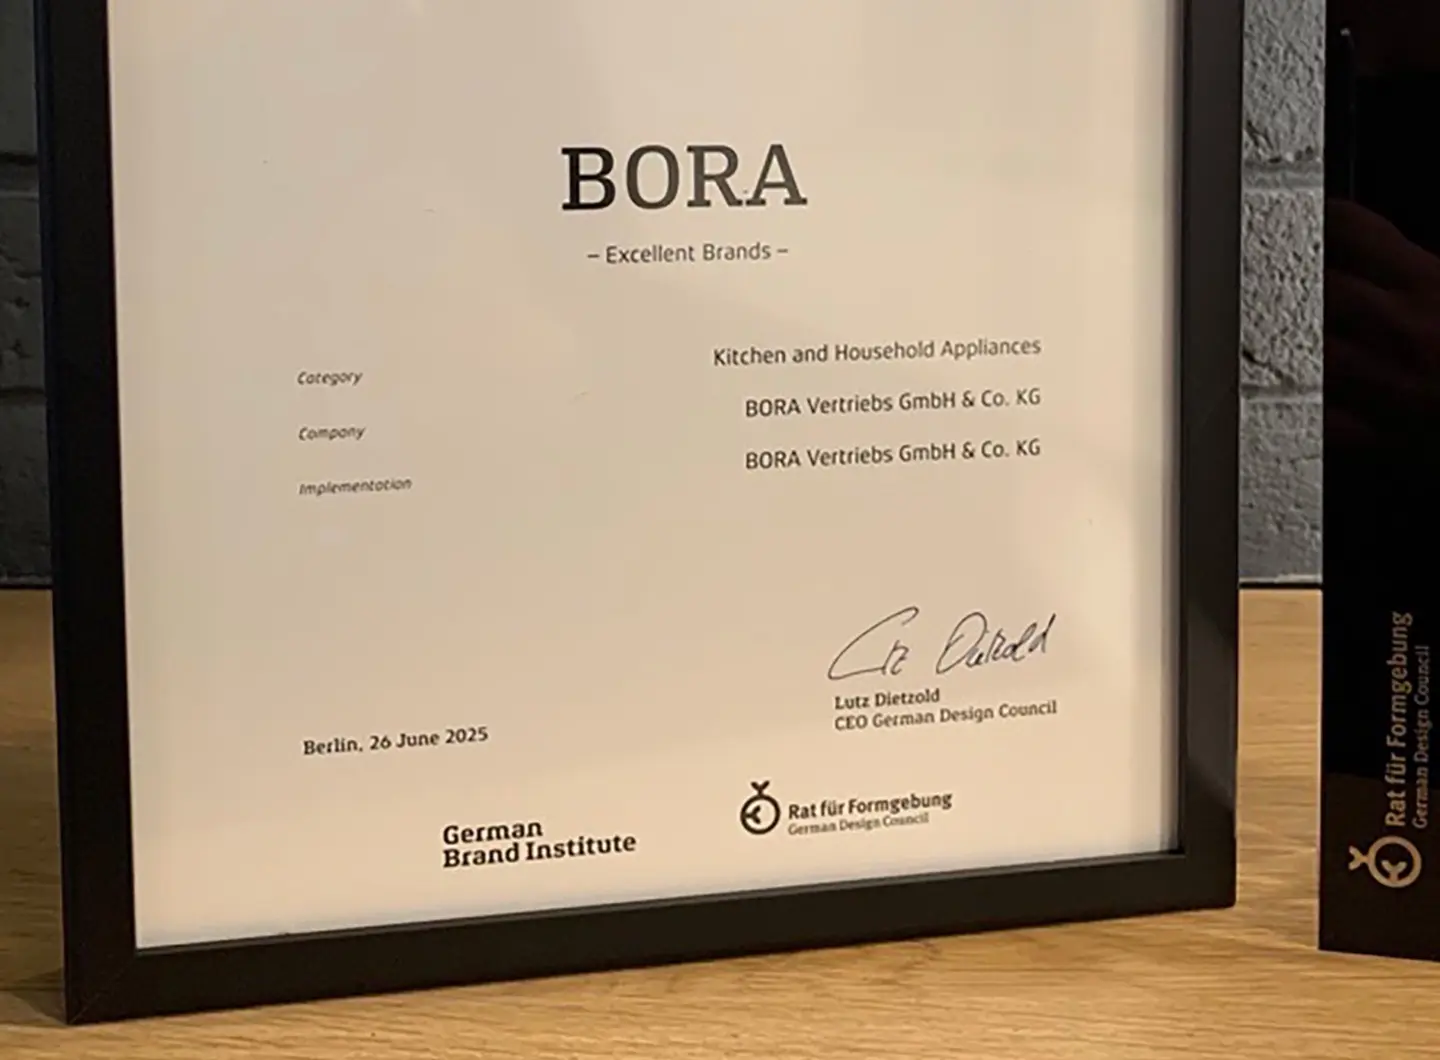 BORA
– Excellent Brands –
Category
Kitchen and Household Appliances
Company
BORA Vertriebs GmbH & Co. KG
Implementation
BORA Vertriebs GmbH & Co. KG
Lutz Dietzold
Lutz Dietzold
CEO German Design Council
Berlin, 26 June 2025
German
Brand Institute
Rat für Formgebung
German Design Council
Rat für Formgebung
German Design Council